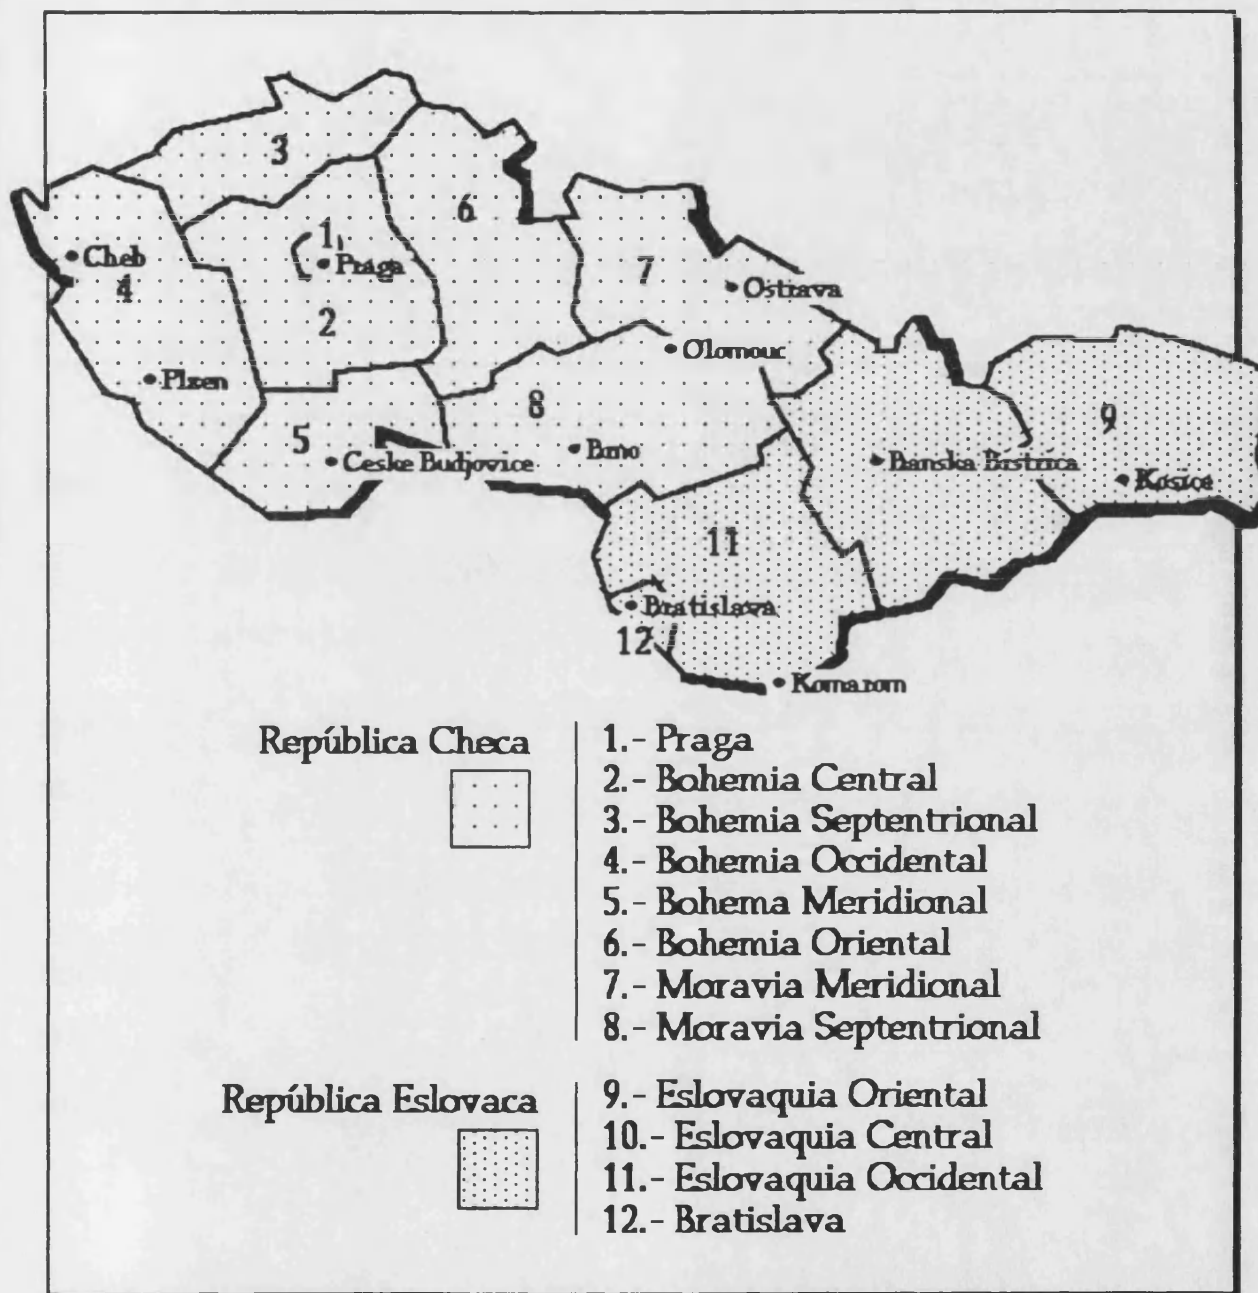 3
6
1
Cheb
Praga
7
4
Ostrava
2
Olomouc
Plzen
8
9
5
Ceske Budjovice
Brno
Banska Bistrica
Kosice
11
Bratislava
12
Komarom
República Checa
1.- Praga
2.- Bohemia Central
3.- Bohemia Septentrional
4.- Bohemia Occidental
5.- Bohema Meridional
6.- Bohemia Oriental
7.- Moravia Meridional
8.- Moravia Septentrional
República Eslovaca
9.- Eslovaquia Oriental
10.- Eslovaquia Central
11.- Eslovaquia Occidental
12.- Bratislava